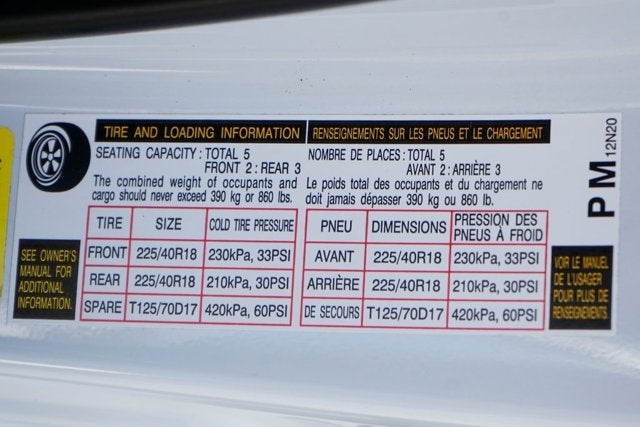 TIRE AND LOADING INFORMATION
SEATING CAPACITY : TOTAL 5
FRONT 2 : REAR 3
The combined weight of occupants and
cargo should never exceed 390 kg or 860 lbs.
TIRE SIZE COLD TIRE PRESSURE
FRONT 225/40R18 230kPa, 33PSI
REAR 225/40R18 210kPa, 30PSI
SPARE T125/70D17 420kPa, 60PSI
SEE OWNER'S
MANUAL FOR
ADDITIONAL
INFORMATION.
RENSEIGNEMENTS SUR LES PNEUS ET LE CHARGEMENT
NOMBRE DE PLACES : TOTAL 5
AVANT 2 : ARRIÈRE 3
Le poids total des occupants et du chargement ne
doit jamais dépasser 390 kg ou 860 lb.
PNEU DIMENSIONS PRESSION DES
PNEUS À FROID
AVANT 225/40R18 230kPa, 33PSI
ARRIÈRE 225/40R18 210kPa, 30PSI
DE SECOURS T125/70D17 420kPa, 60PSI
VOIR LE MANUEL
DE L'USAGER
POUR PLUS DE
RENSEIGNEMENTS.
PM 12N20